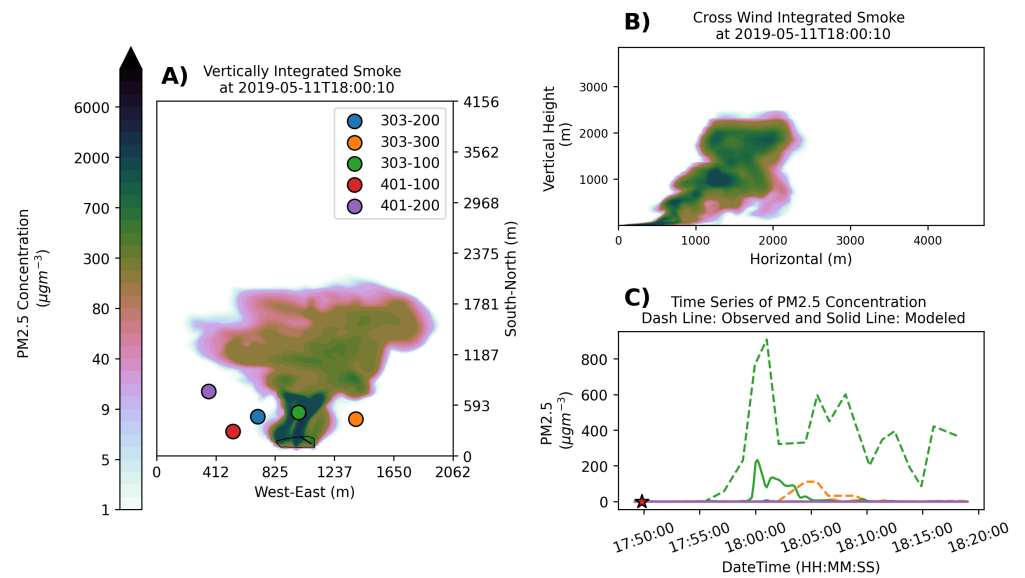 A)
Vertically Integrated Smoke
at 2019-05-11T18:00:10
PM2.5 Concentration
(μgm⁻³)
6000
2000
700
300
80
40
9
5
1
303-200
303-300
303-100
401-100
401-200
4156
3562
2968
2375
1781
1187
593
0
South-North (m)
0 412 825 1237 1650 2062
West-East (m)
B)
Cross Wind Integrated Smoke
at 2019-05-11T18:00:10
Vertical Height
(m)
3000
2000
1000
0 1000 2000 3000 4000
Horizontal (m)
C)
Time Series of PM2.5 Concentration
Dash Line: Observed and Solid Line: Modeled
PM2.5
(μgm⁻³)
800
600
400
200
0
17:50:00 17:55:00 18:00:00 18:05:00 18:10:00 18:15:00 18:20:00
DateTime (HH:MM:SS)